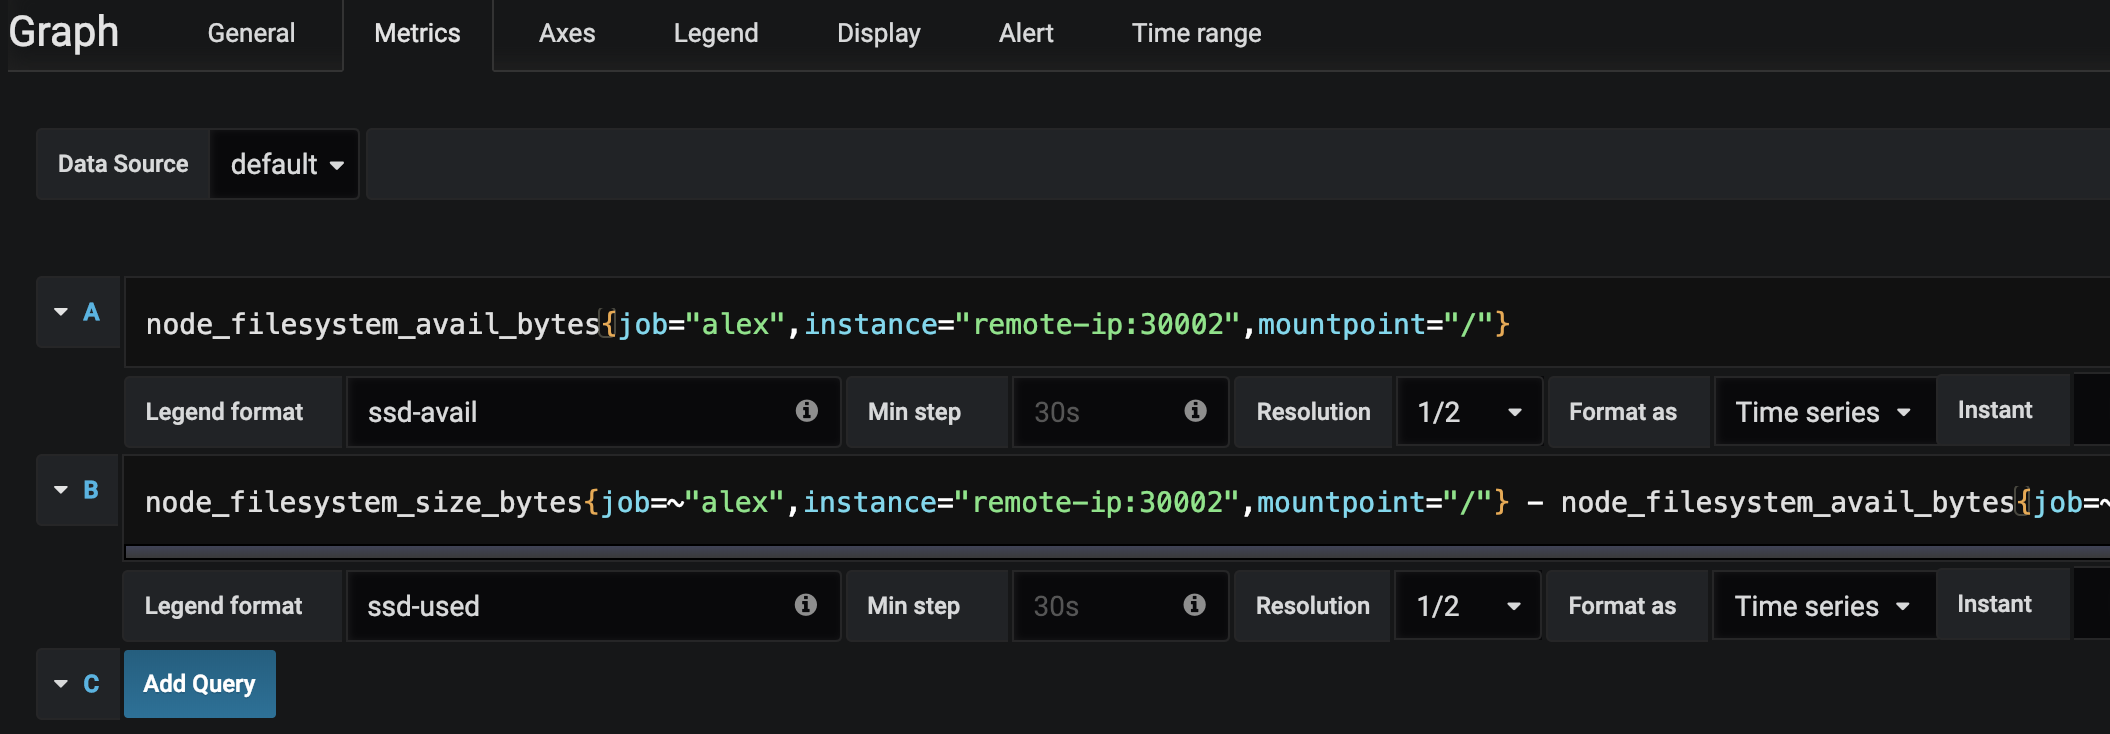 Graph General Metrics Axes Legend Display Alert Time range
Data Source default
A node_filesystem_avail_bytes{job="alex",instance="remote-ip:30002",mountpoint="/"}
Legend format ssd-avail Min step 30s Resolution 1/2 Format as Time series Instant
B node_filesystem_size_bytes{job=~"alex",instance="remote-ip:30002",mountpoint="/"} - node_filesystem_avail_bytes{job=~
Legend format ssd-used Min step 30s Resolution 1/2 Format as Time series Instant
C Add Query